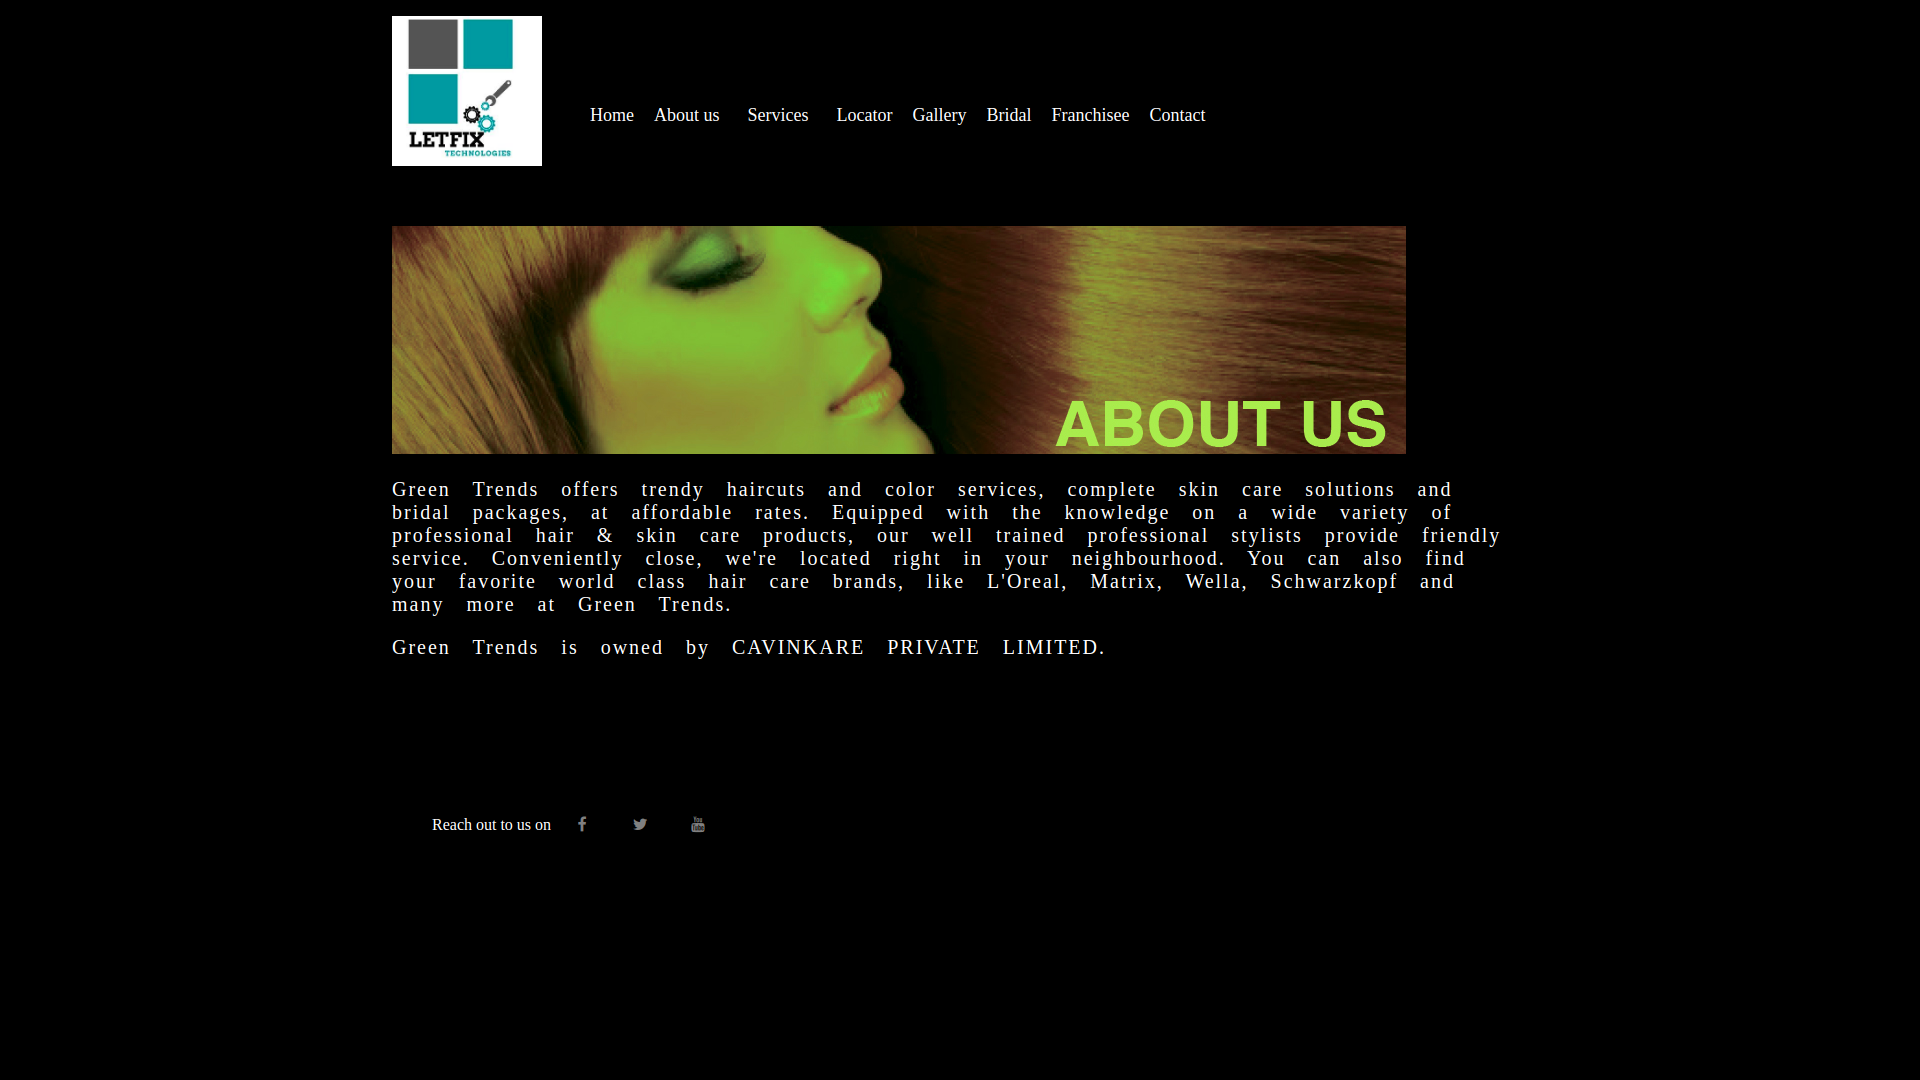 LETFIX
TECHNOLOGIES
Home About us Services Locator Gallery Bridal Franchisee Contact
ABOUT US
Green Trends offers trendy haircuts and color services, complete skin care solutions and
bridal packages, at affordable rates. Equipped with the knowledge on a wide variety of
professional hair & skin care products, our well trained professional stylists provide friendly
service. Conveniently close, we're located right in your neighbourhood. You can also find
your favorite world class hair care brands, like L'Oreal, Matrix, Wella, Schwarzkopf and
many more at Green Trends.
Green Trends is owned by CAVINKARE PRIVATE LIMITED.
Reach out to us on You
Tube